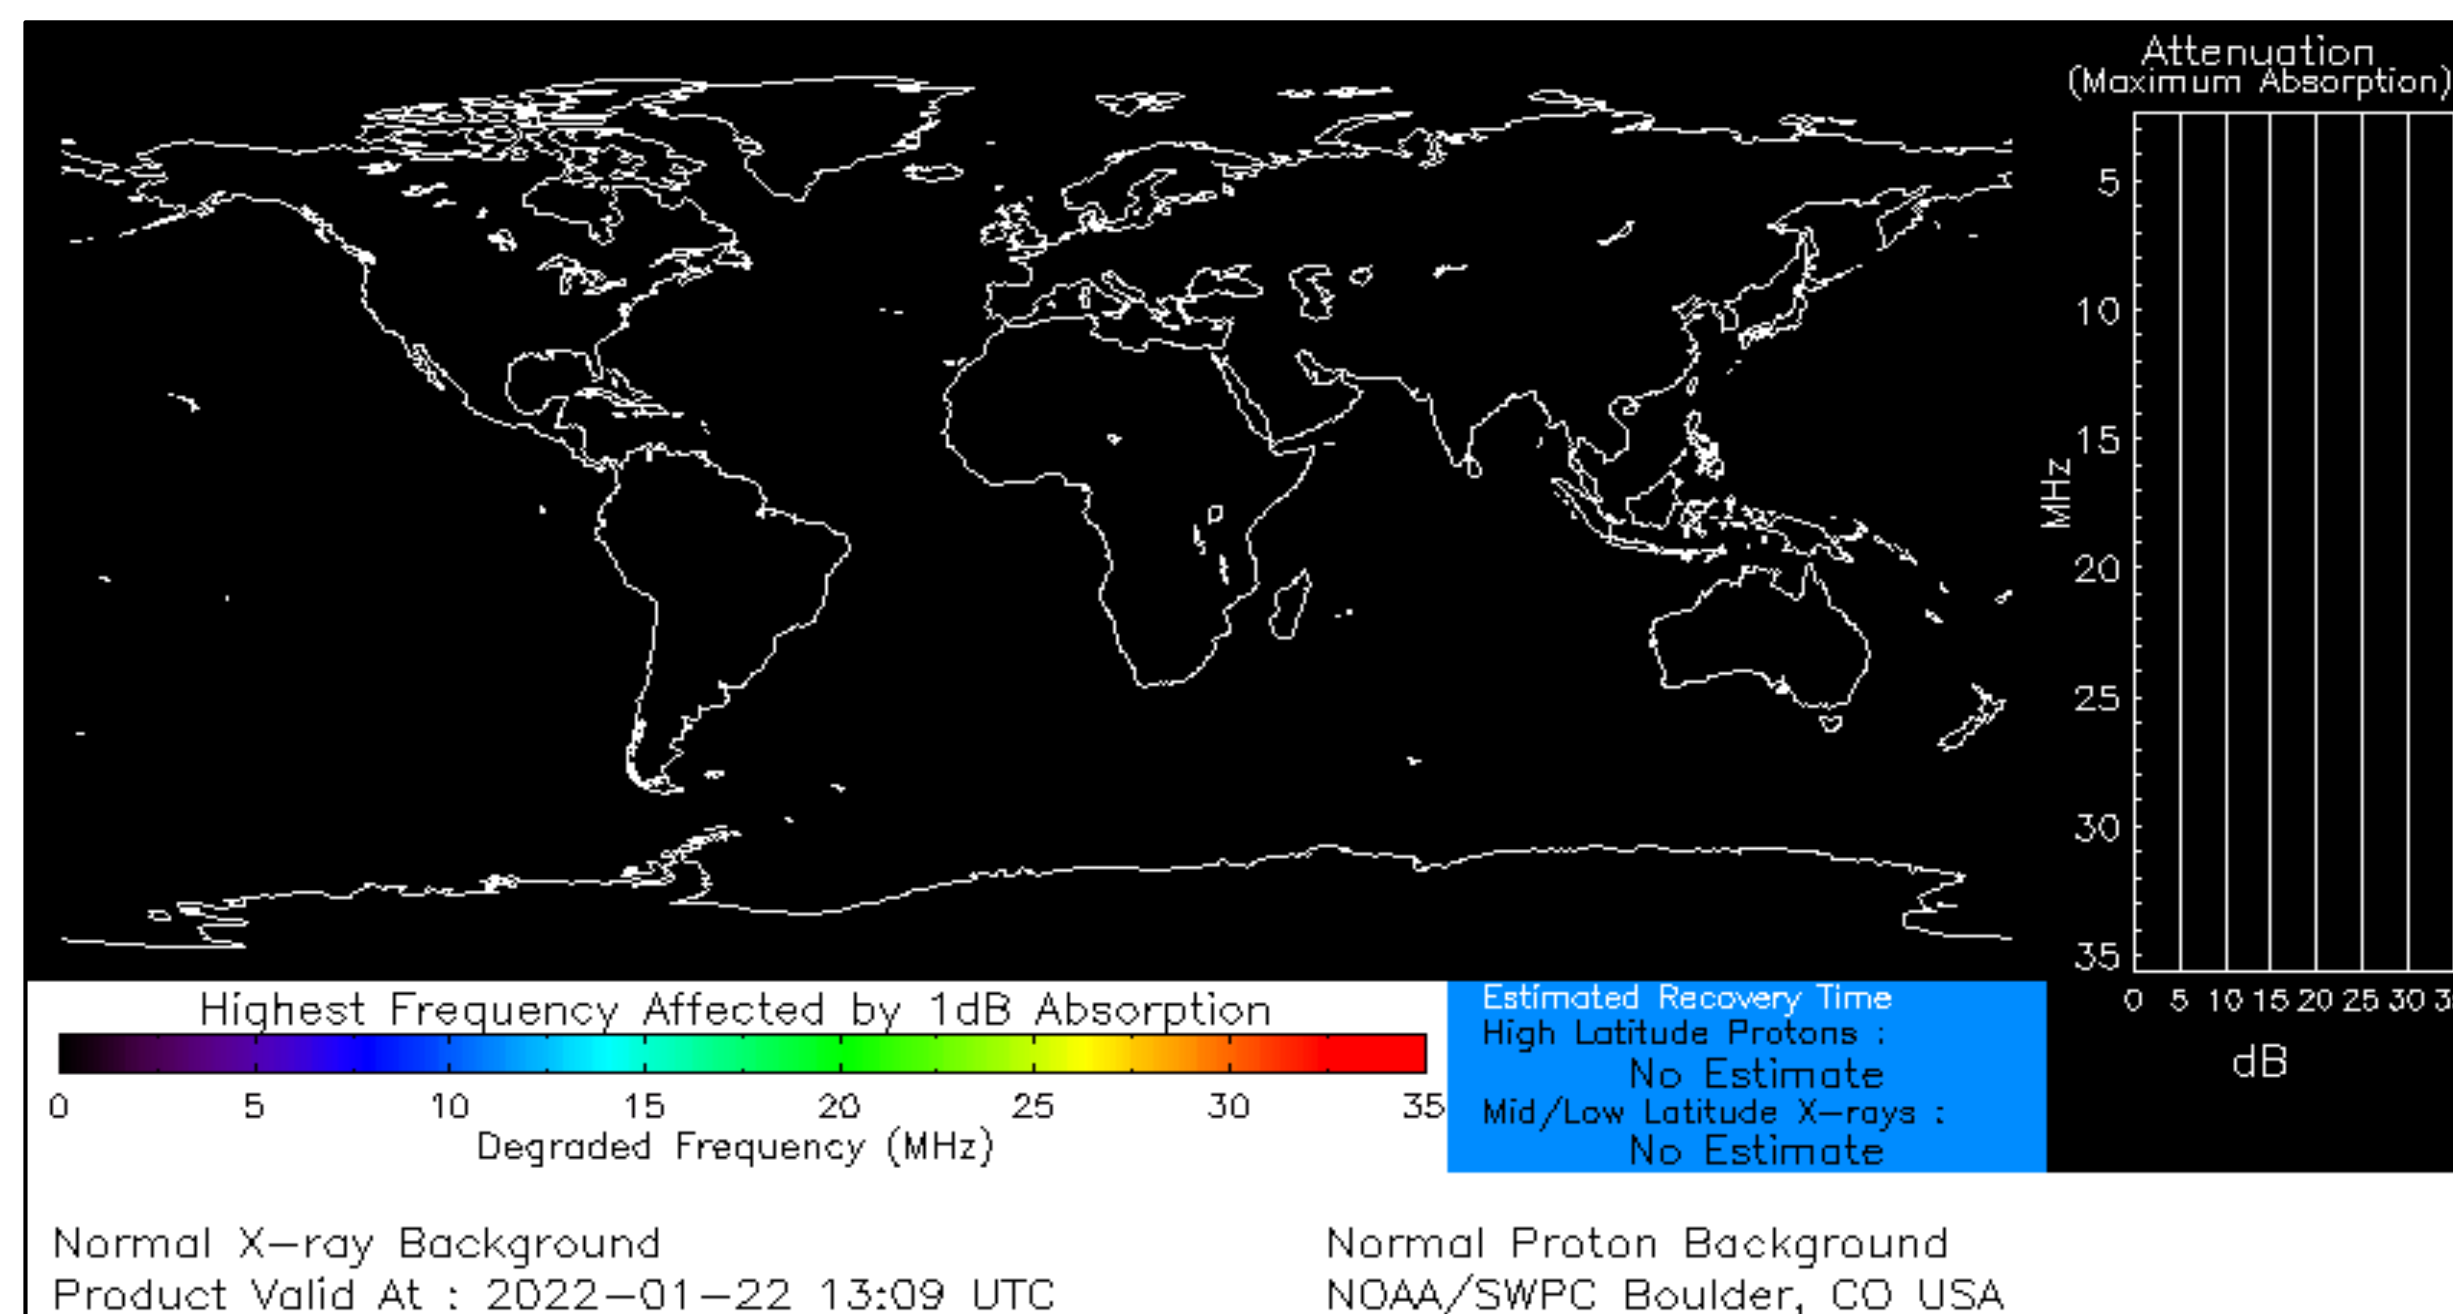 Attenuation
(Maximum Absorption)
5
10
15
20
25
30
35
MHz
0 5 10 15 20 25 30
dB
Highest Frequency Affected by 1dB Absorption
0 5 10 15 20 25 30 35
Degraded Frequency (MHz)
Estimated Recovery Time
High Latitude Protons :
No Estimate
Mid/Low Latitude X-rays :
No Estimate
Normal X-ray Background
Product Valid At : 2022-01-22 13:09 UTC
Normal Proton Background
NOAA/SWPC Boulder, CO USA